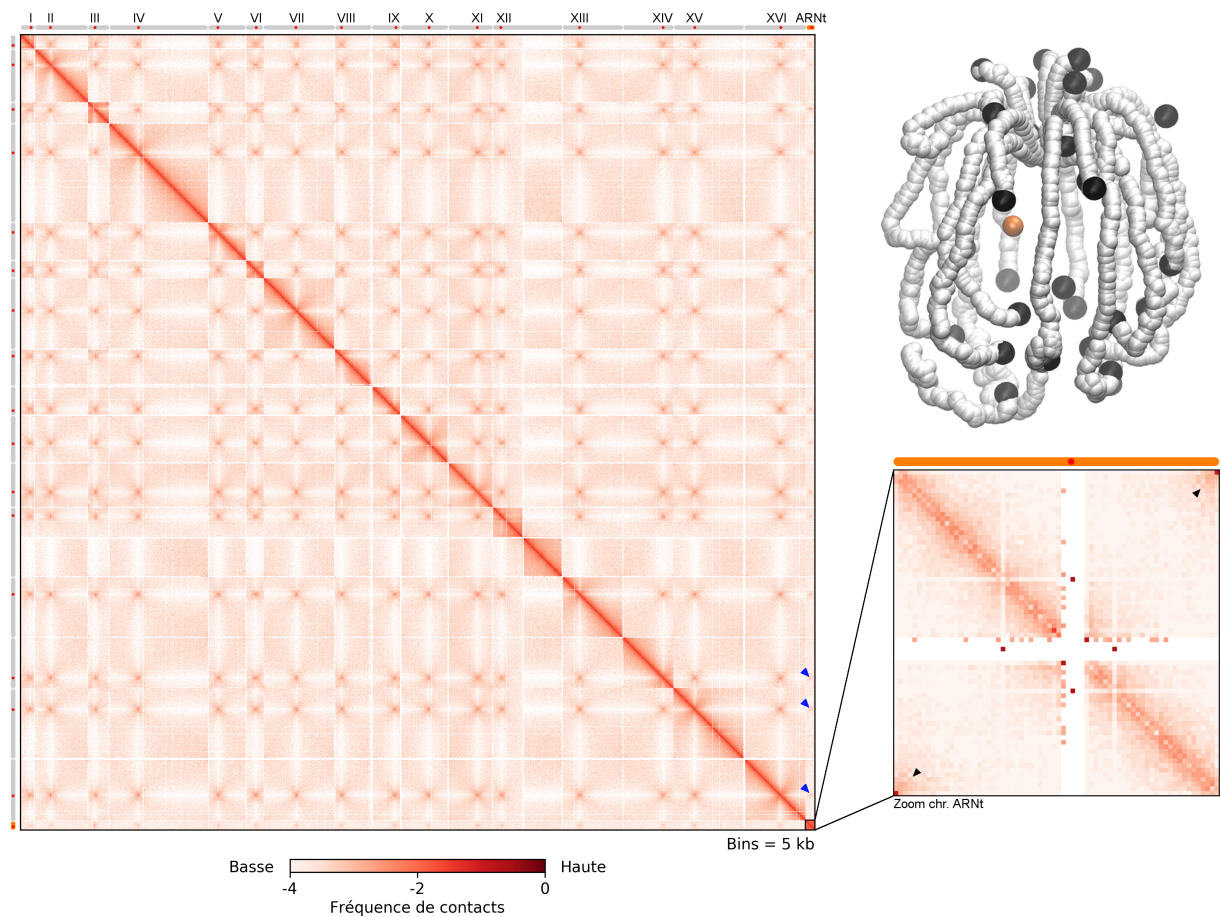 I II III IV V VI VII VIII IX X XI XII XIII XIV XV XVI ARNt
Zoom chr. ARNt
Bins = 5 kb
Basse Haute
-4 -2 0
Fréquence de contacts